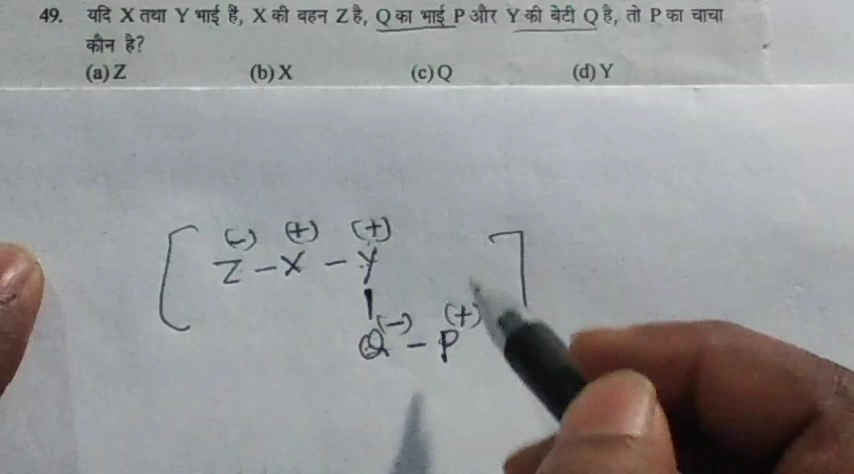 49. यदि X तथा Y भाई हैं, X की बहन Z है, Q का भाई P और Y की बेटी Q है, तो P का चाचा
कौन है?
(a) Z (b) X (c) Q (d) Y
(-) (+) (+)
Z - X - Y
(-) (+)
Q - P